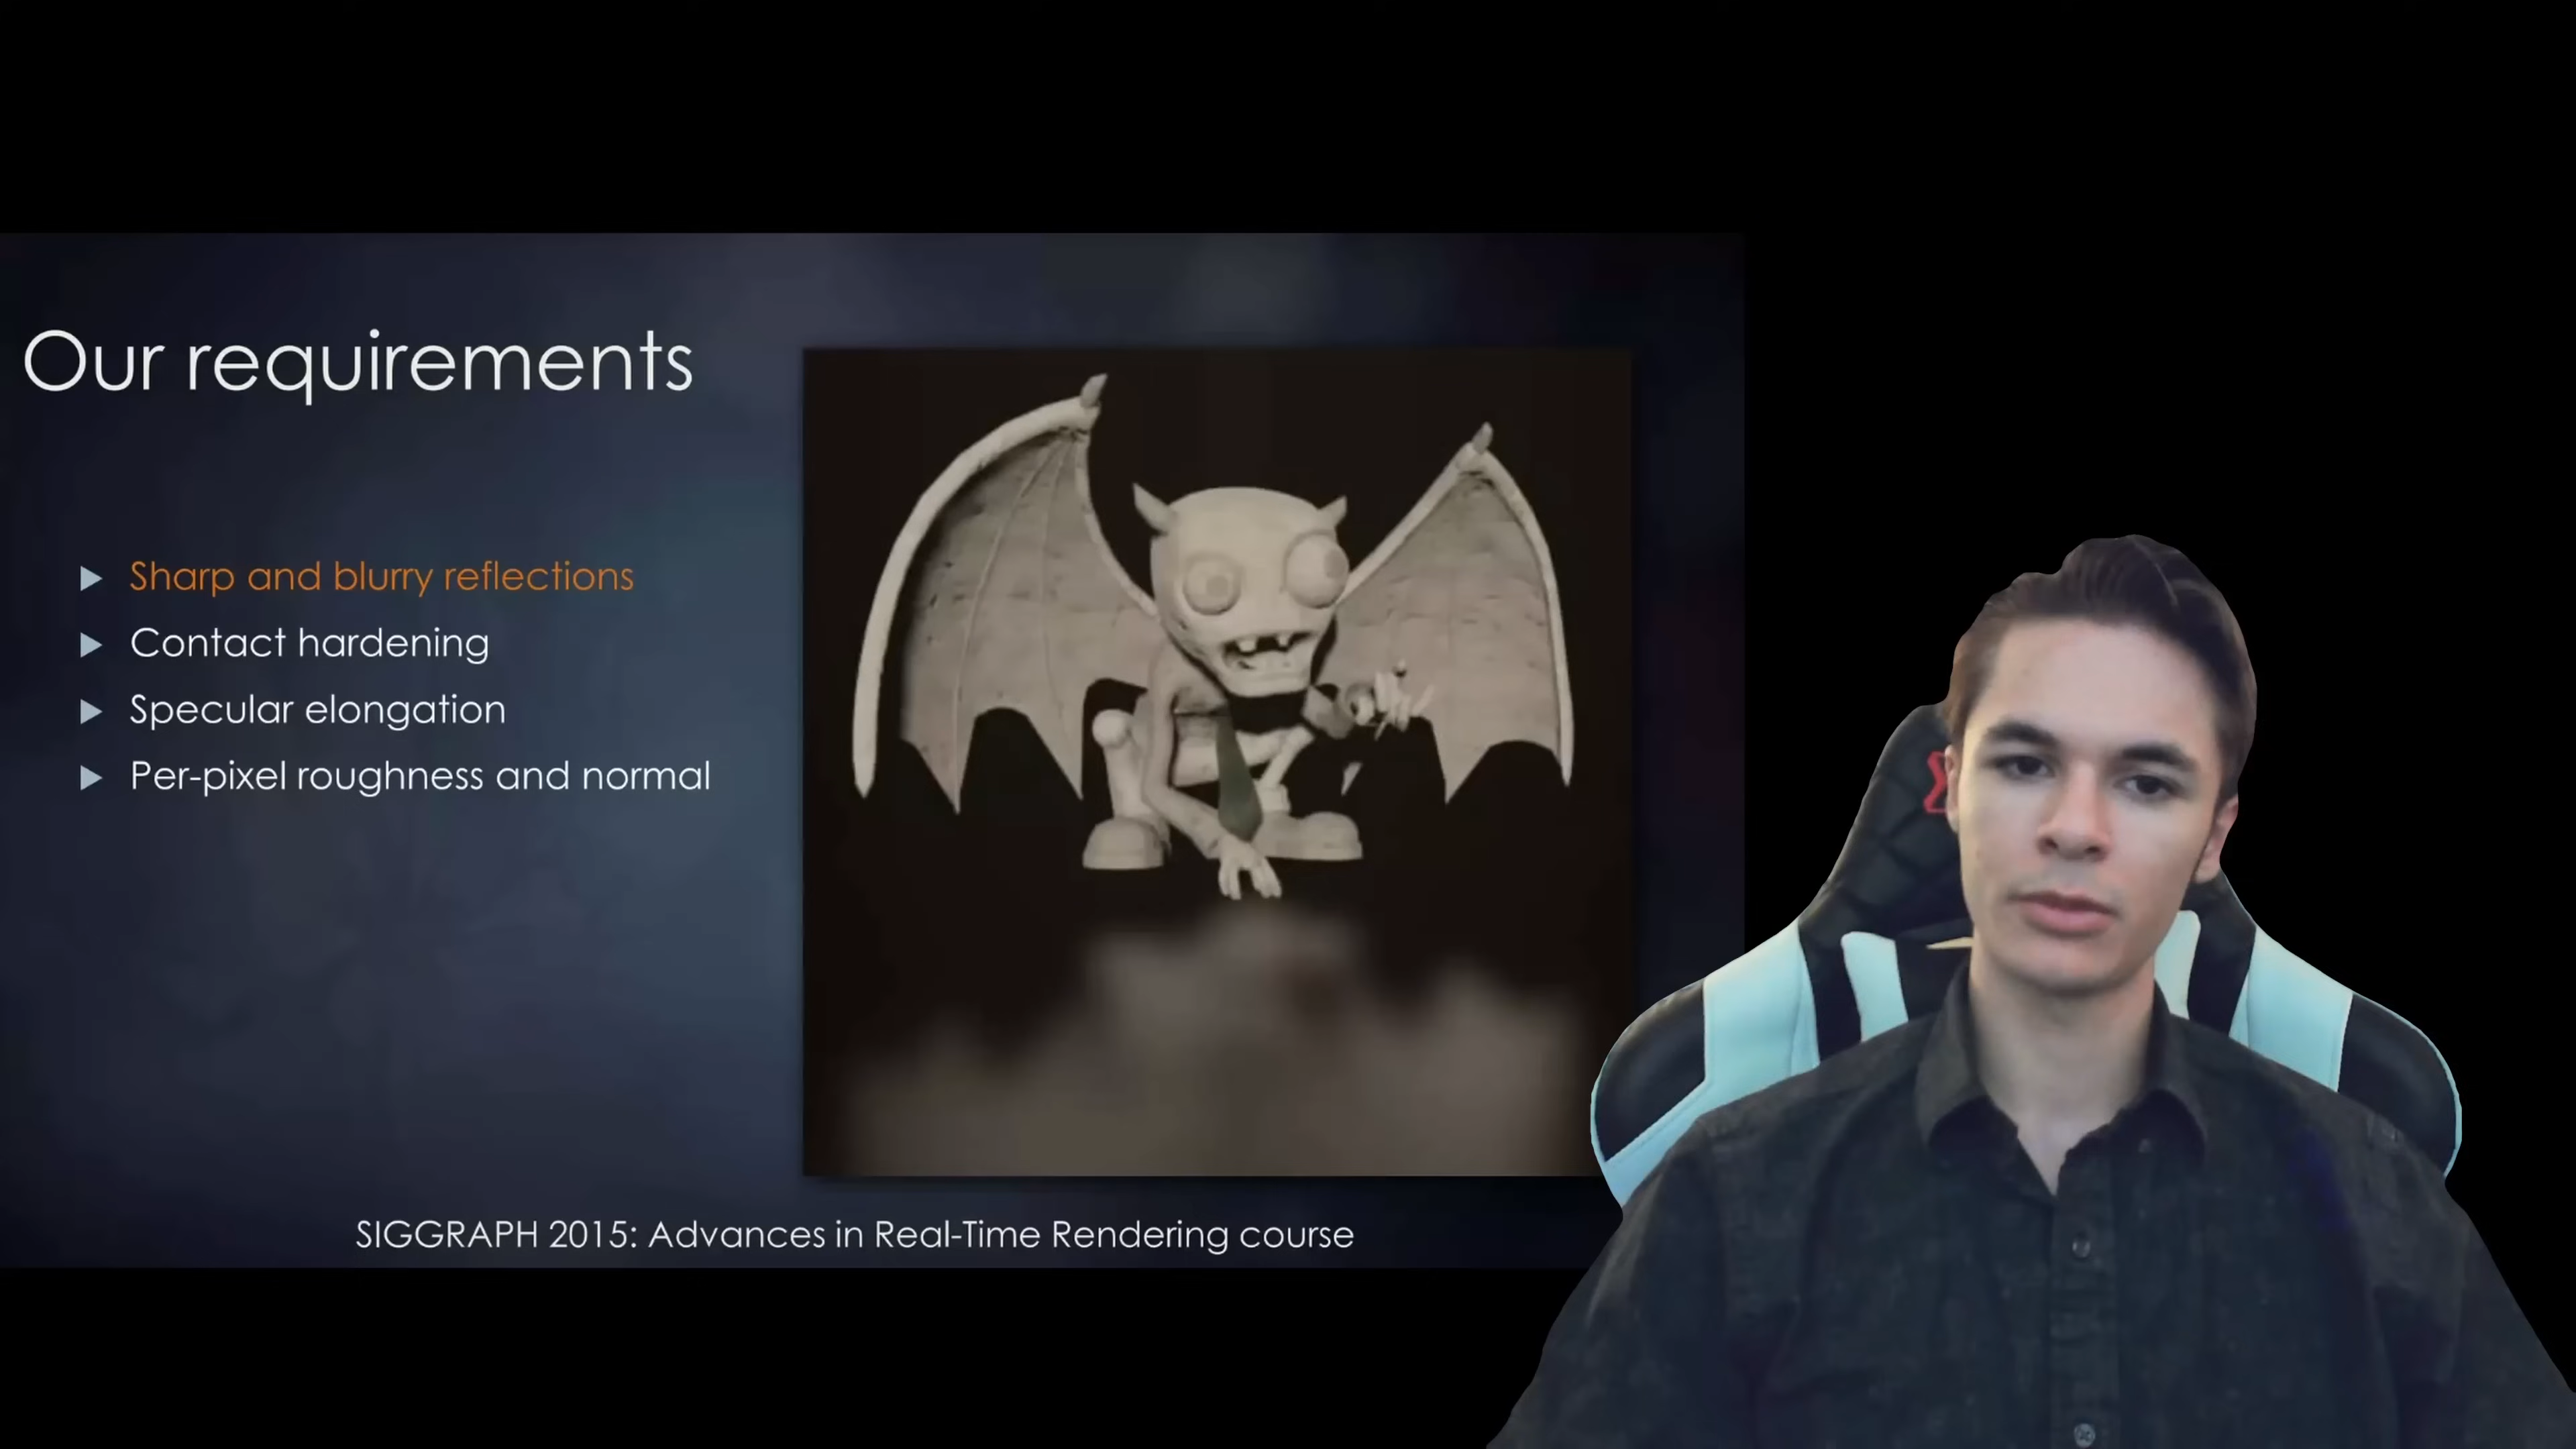 Our requirements
Sharp and blurry reflections
Contact hardening
Specular elongation
Per-pixel roughness and normal
SIGGRAPH 2015: Advances in Real-Time Rendering course